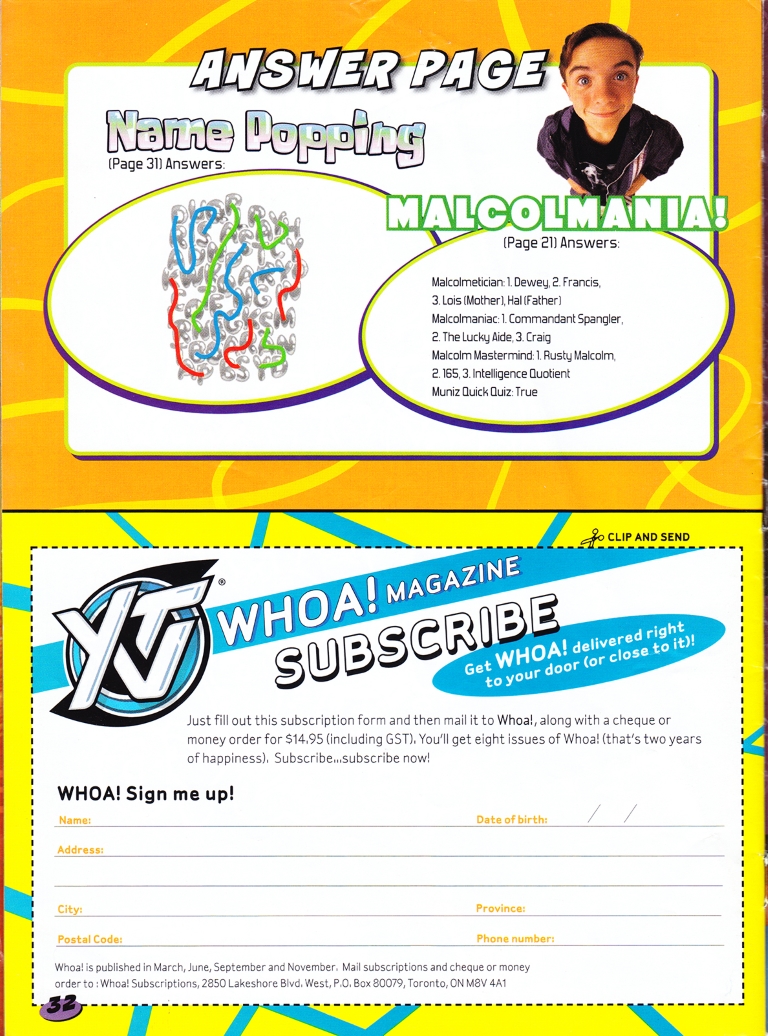 ANSWER PAGE
Name Popping
(Page 31) Answers:
MALCOLMANIA!
(Page 21) Answers:
Malcolmetician: 1. Dewey, 2. Francis,
3. Lois (Mother), Hal (Father)
Malcolmaniac: 1. Commandant Spangler,
2. The Lucky Aide, 3. Craig
Malcolm Mastermind: 1. Rusty Malcolm,
2. 165, 3. Intelligence Quotient
Muniz Quick Quiz: True
CLIP AND SEND
YTV®
WHOA! MAGAZINE
SUBSCRIBE
Get WHOA! delivered right
to your door (or close to it)!
Just fill out this subscription form and then mail it to Whoa!, along with a cheque or
money order for $14.95 (including GST). You'll get eight issues of Whoa! (that's two years
of happiness). Subscribe...subscribe now!
WHOA! Sign me up!
Name: Date of birth: / /
Address:
City: Province:
Postal Code: Phone number:
Whoa! is published in March, June, September and November. Mail subscriptions and cheque or money
order to : Whoa! Subscriptions, 2850 Lakeshore Blvd. West, P.O. Box 80079, Toronto, ON M8V 4A1
32